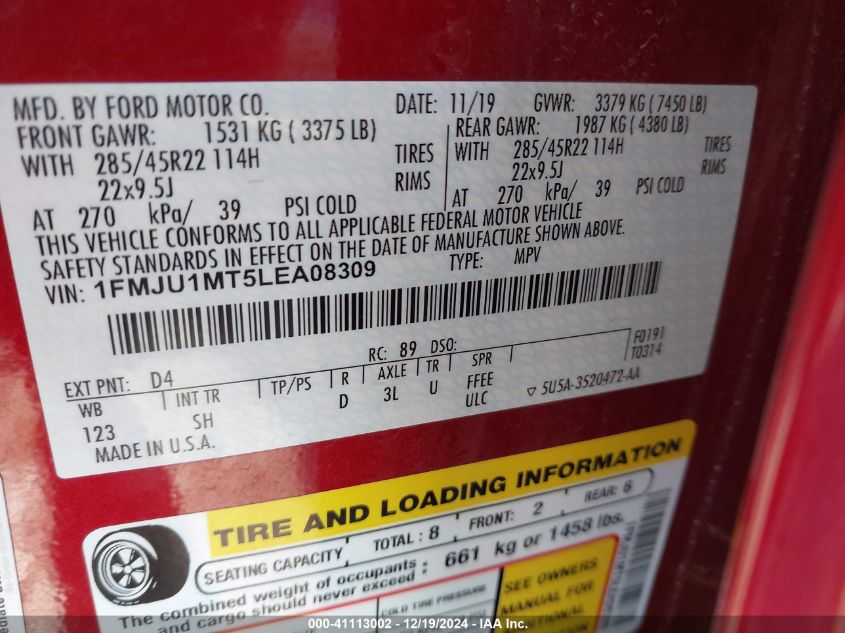 MFD. BY FORD MOTOR CO. DATE: 11/19 GVWR: 3379 KG ( 7450 LB)
FRONT GAWR: 1531 KG ( 3375 LB) REAR GAWR: 1987 KG ( 4380 LB)
WITH 285/45R22 114H TIRES WITH 285/45R22 114H TIRES
22x9.5J RIMS 22x9.5J RIMS
AT 270 kPa/ 39 PSI COLD AT 270 kPa/ 39 PSI COLD
THIS VEHICLE CONFORMS TO ALL APPLICABLE FEDERAL MOTOR VEHICLE
SAFETY STANDARDS IN EFFECT ON THE DATE OF MANUFACTURE SHOWN ABOVE.
VIN: 1FMJU1MT5LEA08309 TYPE: MPV
F0191
T0314
EXT PNT: D4 RC: 89 DSO:
WB INT TR TP/PS R AXLE TR SPR
123 SH D 3L U FFEE
ULC
▽ 5U5A-3520472-AA
MADE IN U.S.A.
TIRE AND LOADING INFORMATION
SEATING CAPACITY TOTAL : 8 FRONT: 2 REAR: 6
The combined weight of occupants and cargo should never exceed : 661 kg or 1458 lbs.
COLD TIRE PRESSURE
SEE OWNERS
MANUAL FOR
000-41113002 - 12/19/2024 - IAA Inc.